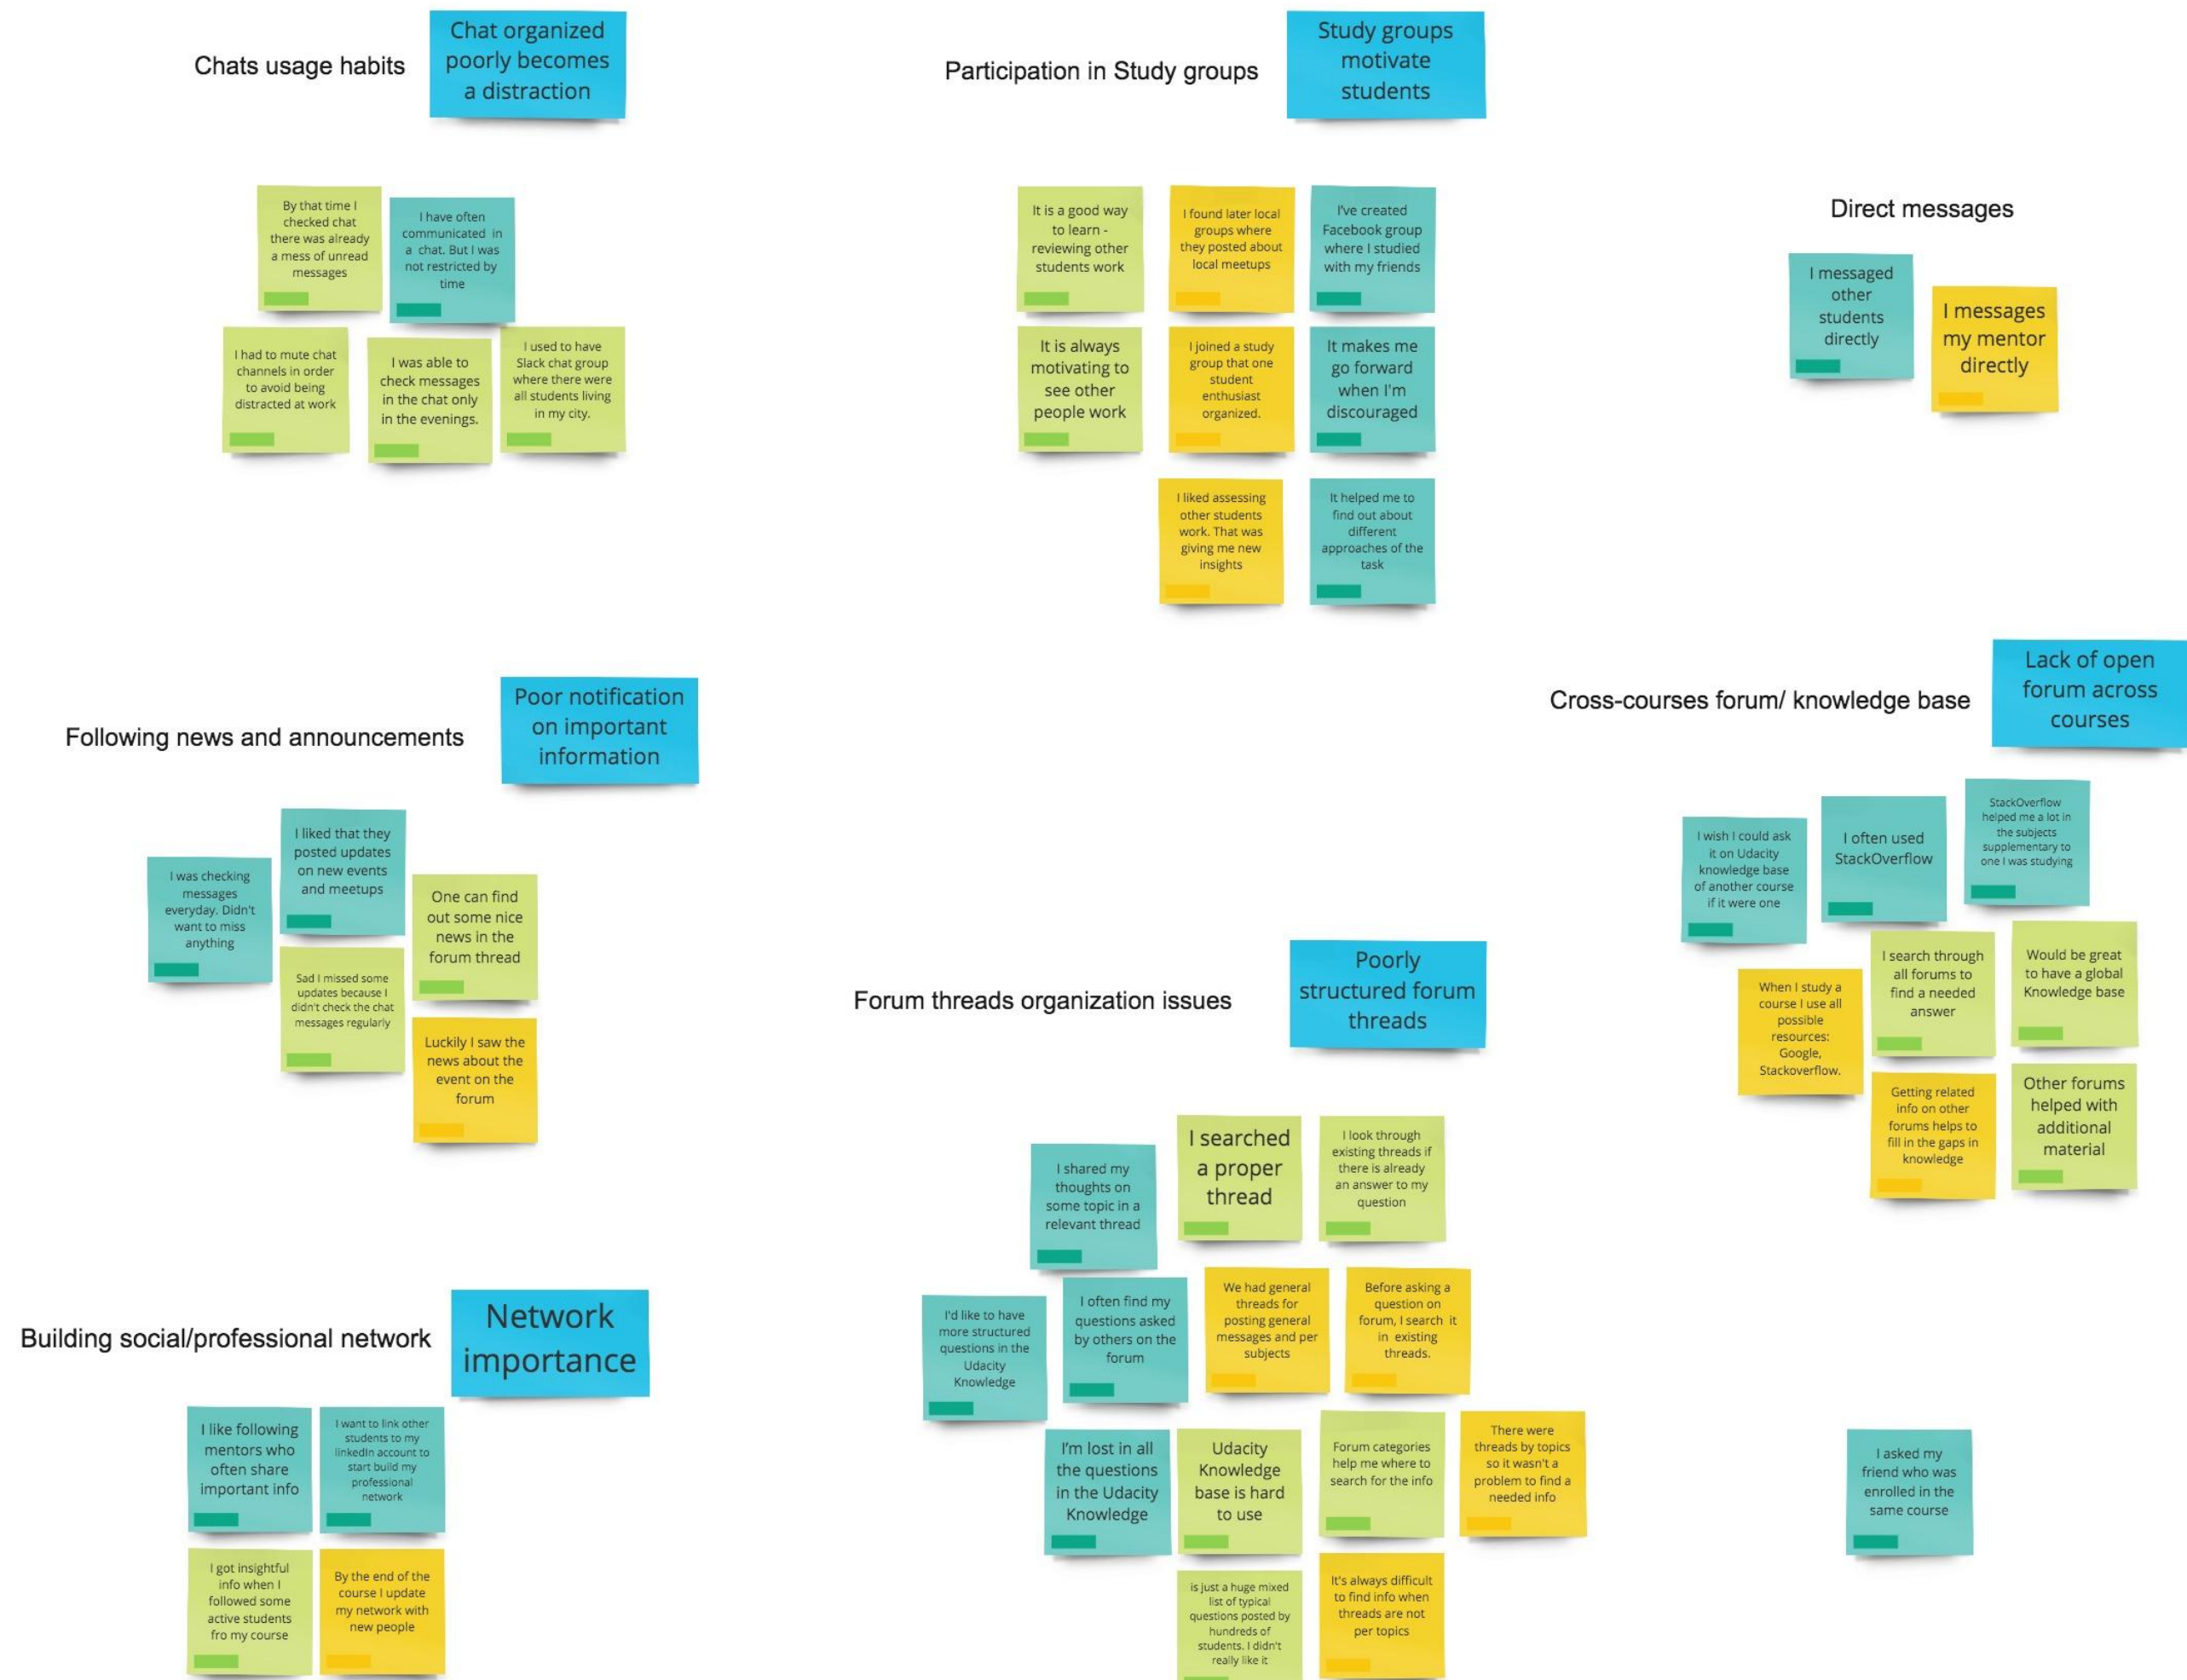 Chats usage habits
Chat organized
poorly becomes
a distraction
By that time I
checked chat
there was already
a mess of unread
messages
I have often
communicated in
a chat. But I was
not restricted by
time
I had to mute chat
channels in order
to avoid being
distracted at work
I was able to
check messages
in the chat only
in the evenings.
I used to have
Slack chat group
where there were
all students living
in my city.
Participation in Study groups
Study groups
motivate
students
It is a good way
to learn -
reviewing other
students work
I found later local
groups where
they posted about
local meetups
I've created
Facebook group
where I studied
with my friends
It is always
motivating to
see other
people work
I joined a study
group that one
student
enthusiast
organized.
It makes me
go forward
when I'm
discouraged
I liked assessing
other students
work. That was
giving me new
insights
It helped me to
find out about
different
approaches of the
task
Direct messages
I messaged
other
students
directly
I messages
my mentor
directly
Following news and announcements
Poor notification
on important
information
I was checking
messages
everyday. Didn't
want to miss
anything
I liked that they
posted updates
on new events
and meetups
One can find
out some nice
news in the
forum thread
Sad I missed some
updates because I
didn't check the chat
messages regularly
Luckily I saw the
news about the
event on the
forum
Cross-courses forum/ knowledge base
Lack of open
forum across
courses
I wish I could ask
it on Udacity
knowledge base
of another course
if it were one
I often used
StackOverflow
StackOverflow
helped me a lot in
the subjects
supplementary to
one I was studying
When I study a
course I use all
possible
resources:
Google,
Stackoverflow.
I search through
all forums to
find a needed
answer
Would be great
to have a global
Knowledge base
Getting related
info on other
forums helps to
fill in the gaps in
knowledge
Other forums
helped with
additional
material
Forum threads organization issues
Poorly
structured forum
threads
I shared my
thoughts on
some topic in a
relevant thread
I searched
a proper
thread
I look through
existing threads if
there is already
an answer to my
question
I'd like to have
more structured
questions in the
Udacity
Knowledge
I often find my
questions asked
by others on the
forum
We had general
threads for
posting general
messages and per
subjects
Before asking a
question on
forum, I search it
in existing
threads.
I'm lost in all
the questions
in the Udacity
Knowledge
Udacity
Knowledge
base is hard
to use
Forum categories
help me where to
search for the info
There were
threads by topics
so it wasn't a
problem to find a
needed info
is just a huge mixed
list of typical
questions posted by
hundreds of
students. I didn't
really like it
It's always difficult
to find info when
threads are not
per topics
Building social/professional network
Network
importance
I like following
mentors who
often share
important info
I want to link other
students to my
linkedIn account to
start build my
professional
network
I got insightful
info when I
followed some
active students
fro my course
By the end of the
course I update
my network with
new people
I asked my
friend who was
enrolled in the
same course